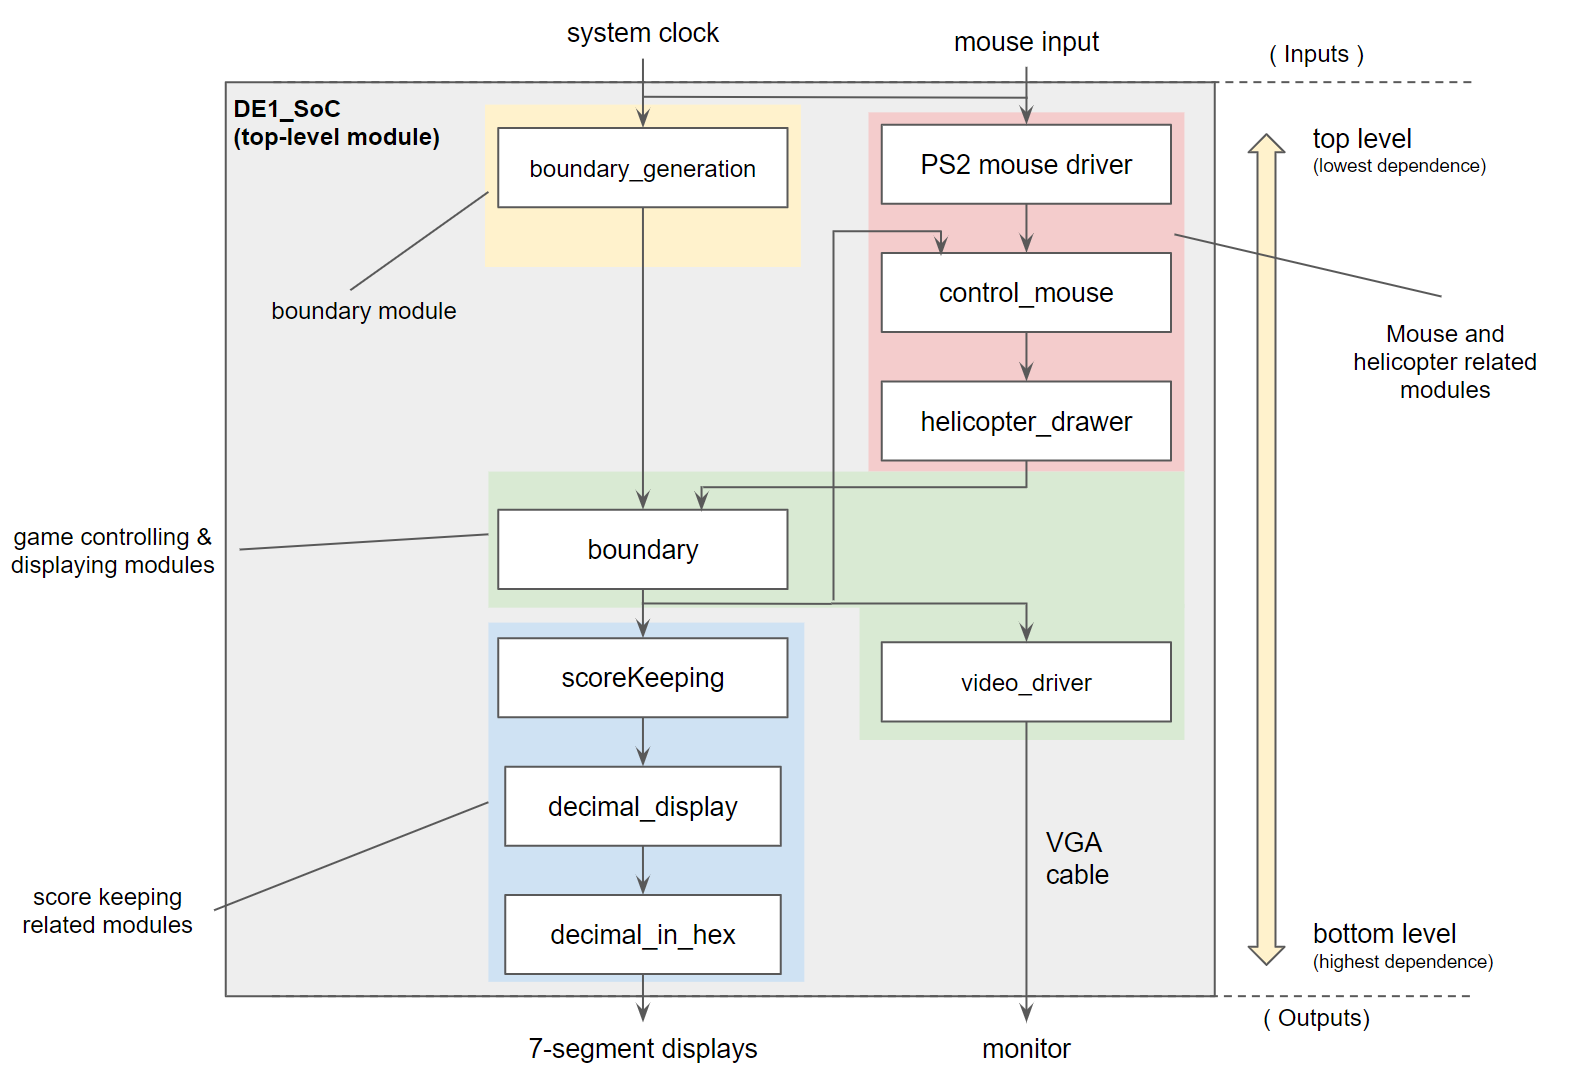 system clock
mouse input
( Inputs )
DE1_SoC
(top-level module)
boundary_generation
PS2 mouse driver
top level
(lowest dependence)
boundary module
control_mouse
Mouse and
helicopter related
modules
helicopter_drawer
game controlling &
displaying modules
boundary
scoreKeeping
video_driver
decimal_display
VGA
cable
score keeping
related modules
decimal_in_hex
bottom level
(highest dependence)
( Outputs)
7-segment displays
monitor